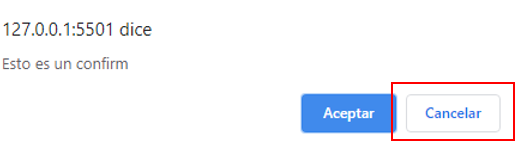 127.0.0.1:5501 dice
Esto es un confirm
Aceptar Cancelar